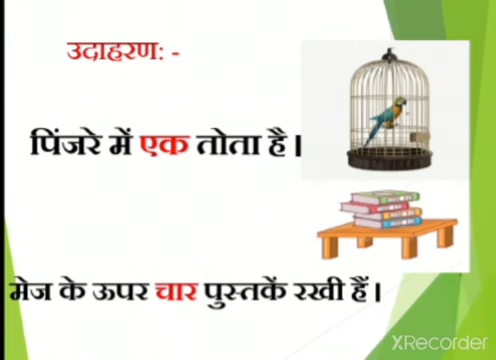 उदाहरण: -
पिंजरे में एक तोता है।
मेज के ऊपर चार पुस्तकें रखी हैं।
XRecorder